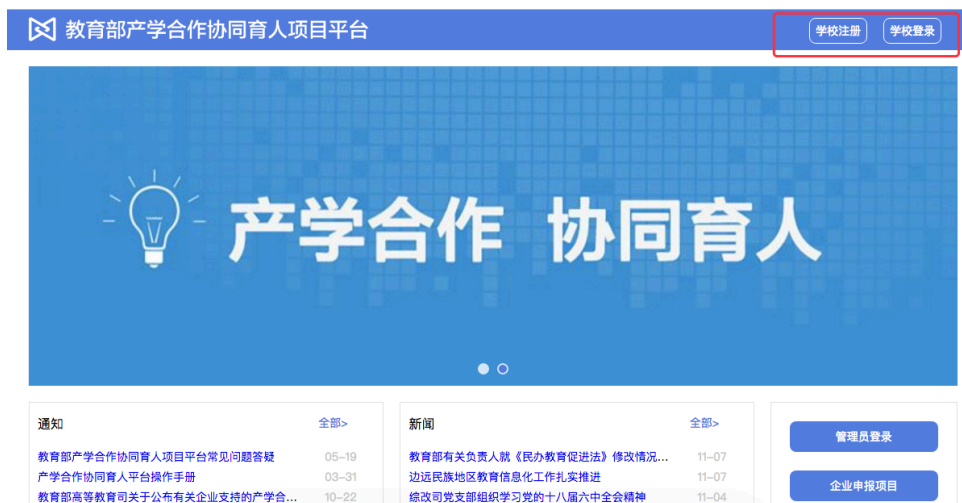 教育部产学合作协同育人项目平台
学校注册 学校登录
产学合作 协同育人
通知 全部>
教育部产学合作协同育人项目平台常见问题答疑 05-19
产学合作协同育人平台操作手册 03-31
教育部高等教育司关于公布有关企业支持的产学合... 10-22
新闻 全部>
教育部有关负责人就《民办教育促进法》修改情况... 11-07
边远民族地区教育信息化工作扎实推进 11-07
综改司党支部组织学习党的十八届六中全会精神 11-04
管理员登录
企业申报项目